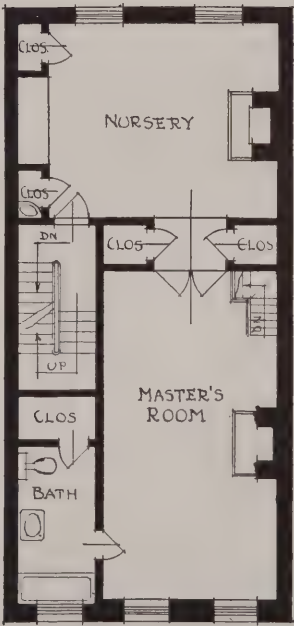 CLOS.
NURSERY
CLOS
DN
CLOS
CLOS
DN
UP
MASTER'S
ROOM
CLOS
BATH